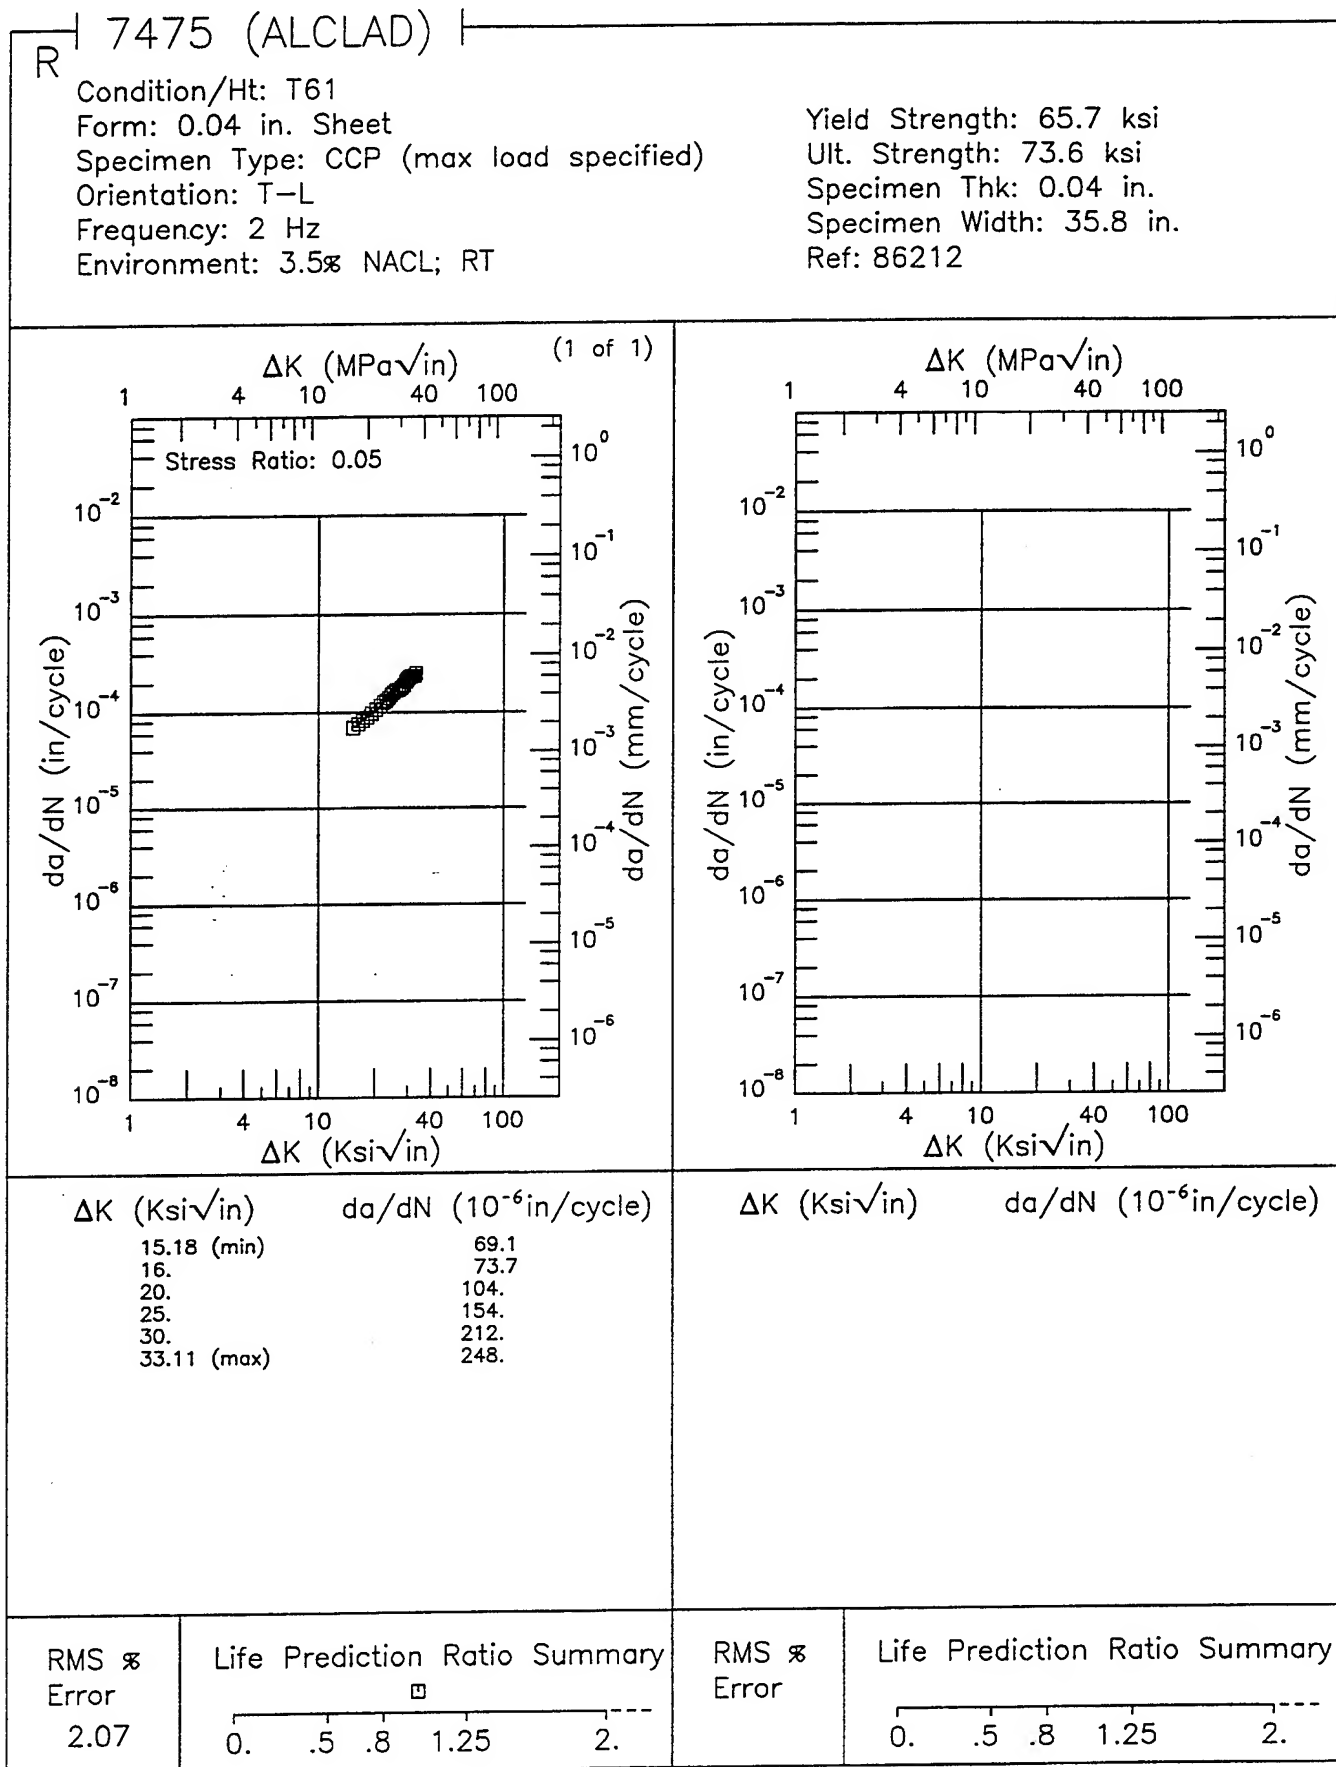 7475 (ALCLAD)
R
Condition/Ht: T61
Form: 0.04 in. Sheet
Specimen Type: CCP (max load specified)
Orientation: T-L
Frequency: 2 Hz
Environment: 3.5% NACL; RT
Yield Strength: 65.7 ksi
Ult. Strength: 73.6 ksi
Specimen Thk: 0.04 in.
Specimen Width: 35.8 in.
Ref: 86212
(1 of 1)
ΔK (MPa√in)
1 4 10 40 100
Stress Ratio: 0.05
da/dN (in/cycle)
10⁻²
10⁻³
10⁻⁴
10⁻⁵
10⁻⁶
10⁻⁷
10⁻⁸
10⁰
10⁻¹
10⁻²
10⁻³
10⁻⁴
10⁻⁵
10⁻⁶
da/dN (mm/cycle)
1 4 10 40 100
ΔK (Ksi√in)
ΔK (MPa√in)
1 4 10 40 100
da/dN (in/cycle)
10⁻²
10⁻³
10⁻⁴
10⁻⁵
10⁻⁶
10⁻⁷
10⁻⁸
10⁰
10⁻¹
10⁻²
10⁻³
10⁻⁴
10⁻⁵
10⁻⁶
da/dN (mm/cycle)
1 4 10 40 100
ΔK (Ksi√in)
ΔK (Ksi√in) da/dN (10⁻⁶in/cycle)
15.18 (min) 69.1
16. 73.7
20. 104.
25. 154.
30. 212.
33.11 (max) 248.
ΔK (Ksi√in) da/dN (10⁻⁶in/cycle)
RMS %
Error
2.07
Life Prediction Ratio Summary
0. .5 .8 1.25 2.
RMS %
Error
Life Prediction Ratio Summary
0. .5 .8 1.25 2.